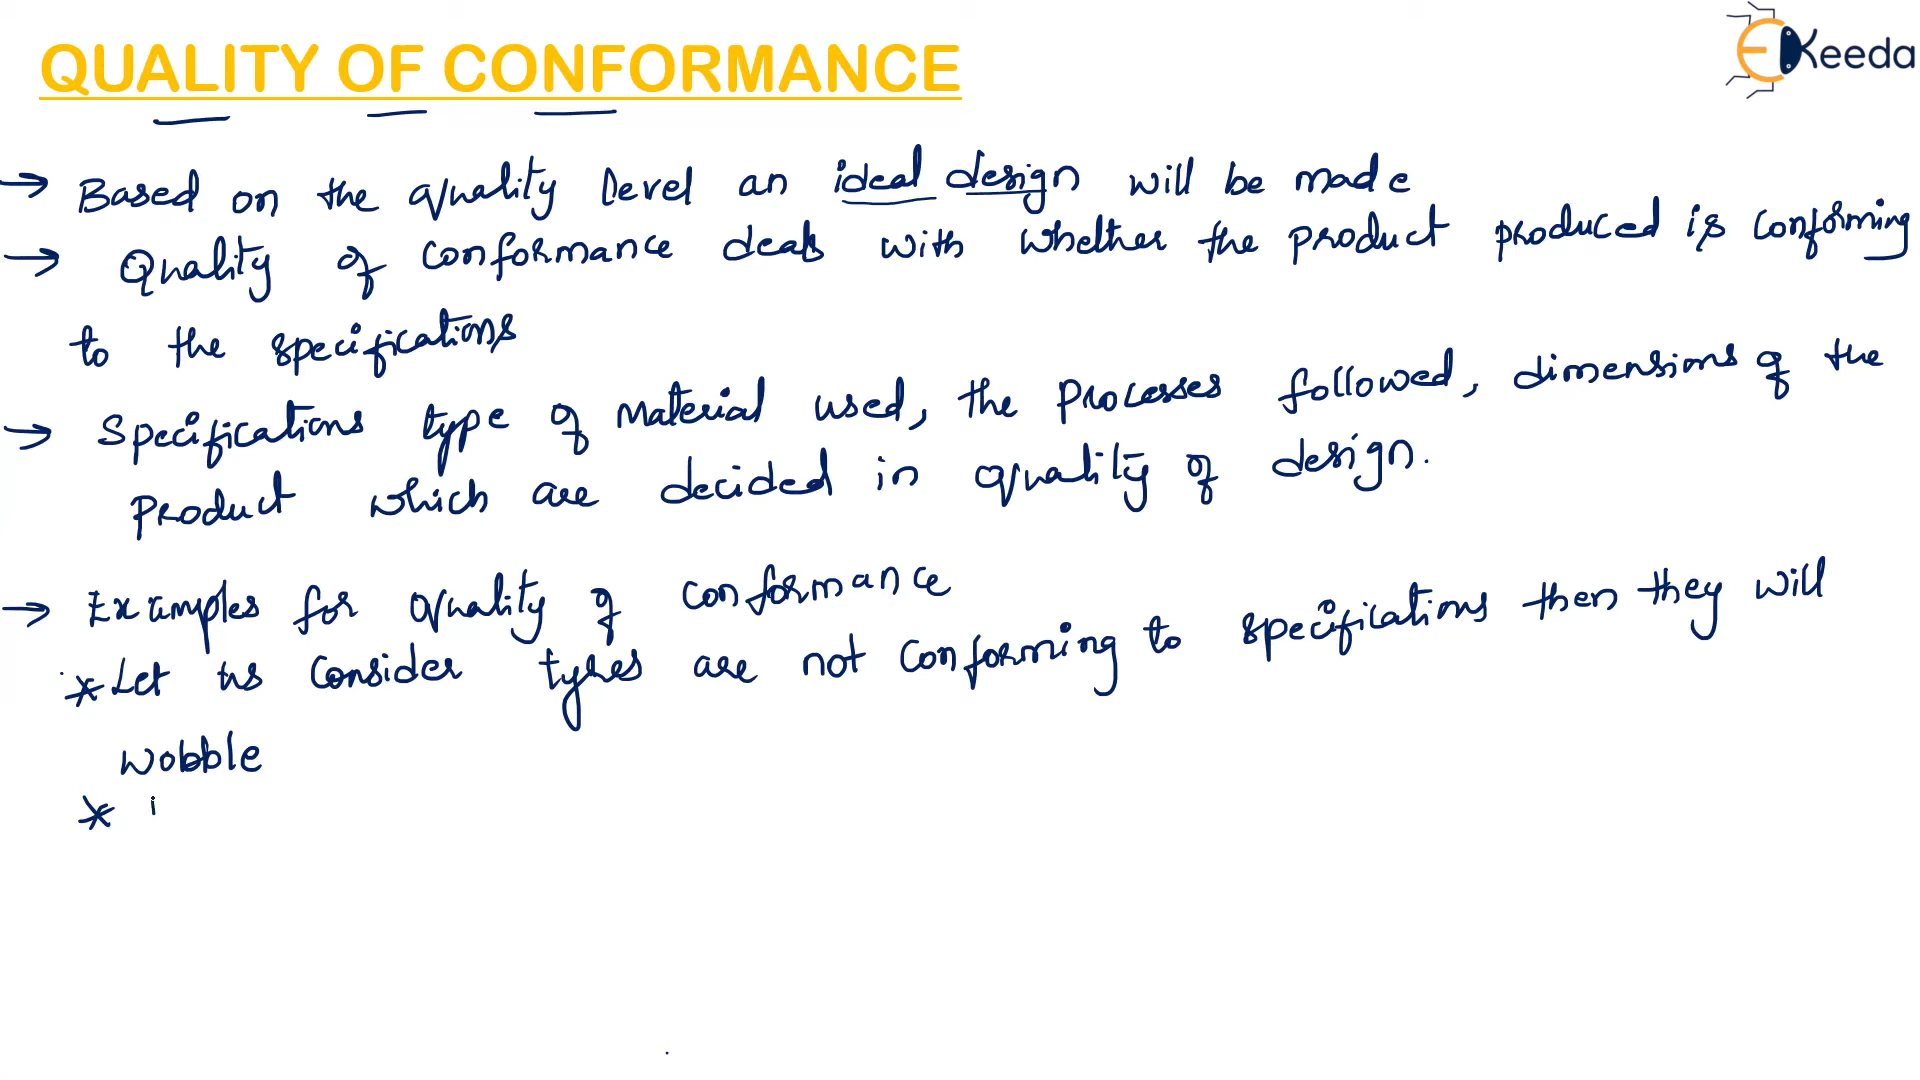 QUALITY OF CONFORMANCE
EKeeda
→ Based on the quality level an ideal design will be made
→ Quality of conformance deals with whether the product produced is conforming
to the specifications
→ Specifications type of material used, the processes followed, dimensions of the
product which are decided in quality of design.
→ Examples for quality of conformance
* Let us consider tyres are not conforming to specifications then they will
wobble
*